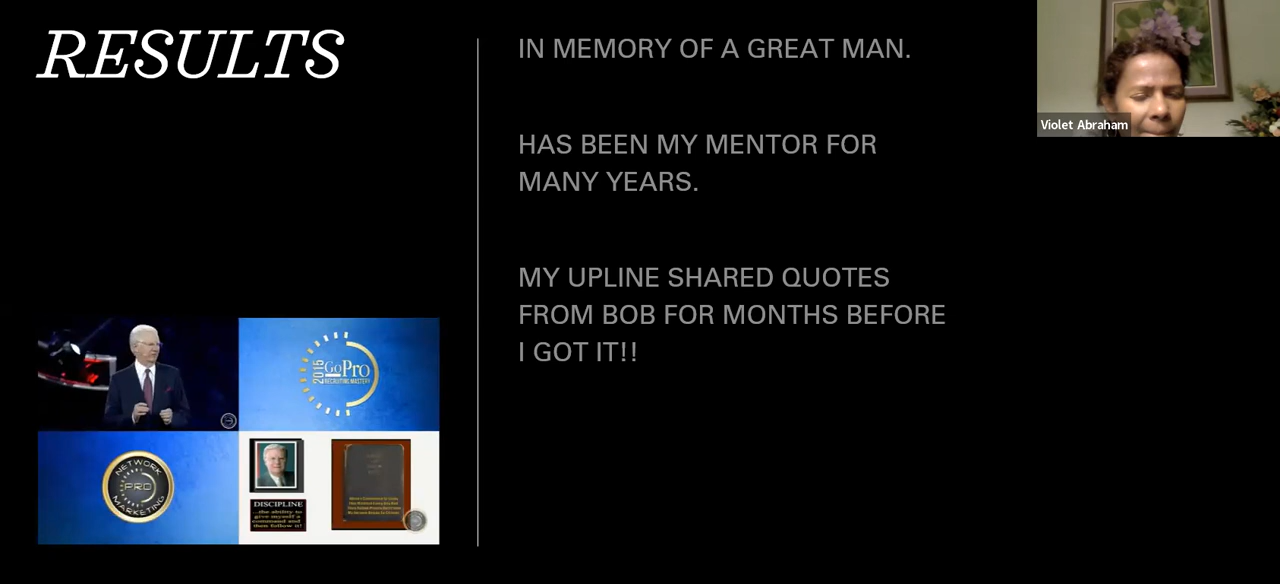 RESULTS
IN MEMORY OF A GREAT MAN.
HAS BEEN MY MENTOR FOR
MANY YEARS.
MY UPLINE SHARED QUOTES
FROM BOB FOR MONTHS BEFORE
I GOT IT!!
Violet Abraham
2015
GoPro
RECRUITING MASTERY
NETWORK
PRO
MARKETING
DISCIPLINE
...the ability to
give myself a
command and
then follow it!